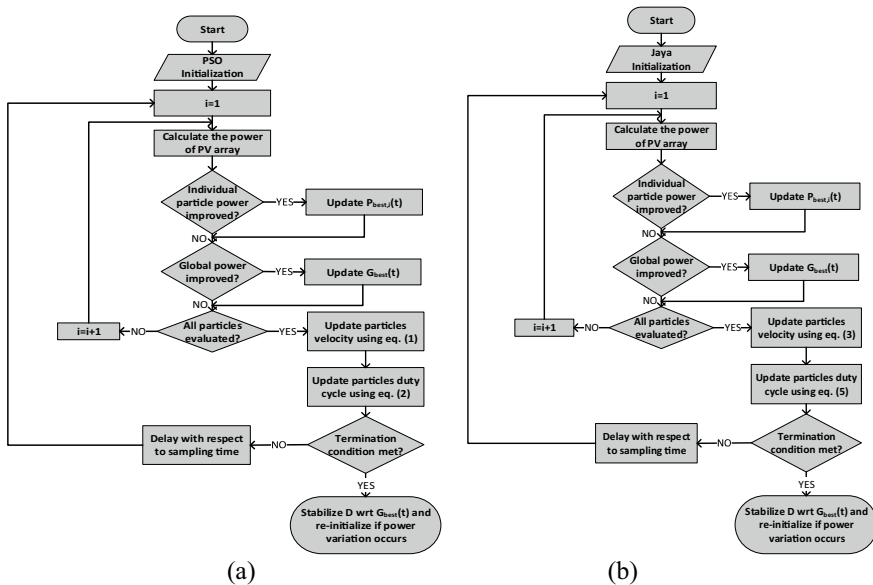 Start
PSO
Initialization
i=1
Calculate the power
of PV array
Individual
particle power
improved?
YES
Update Pbest,i(t)
NO
Global power
improved?
YES
Update Gbest(t)
NO
All particles
evaluated?
NO
i=i+1
YES
Update particles
velocity using eq. (1)
Update particles duty
cycle using eq. (2)
Termination
condition met?
NO
Delay with respect
to sampling time
YES
Stabilize D wrt Gbest(t) and
re-initialize if power
variation occurs
(a)
Start
Jaya
Initialization
i=1
Calculate the power
of PV array
Individual
particle power
improved?
YES
Update Pbest,i(t)
NO
Global power
improved?
YES
Update Gbest(t)
NO
All particles
evaluated?
NO
i=i+1
YES
Update particles
velocity using eq. (3)
Update particles duty
cycle using eq. (5)
Termination
condition met?
NO
Delay with respect
to sampling time
YES
Stabilize D wrt Gbest(t) and
re-initialize if power
variation occurs
(b)